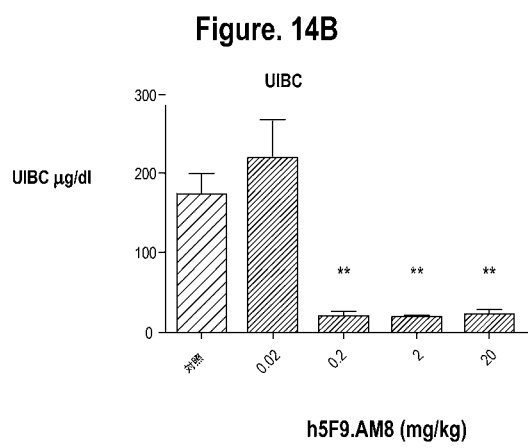 Figure. 14B
UIBC
300
UIBC µg/dl
200
100
** ** **
0
对照 0.02 0.2 2 20
h5F9.AM8 (mg/kg)